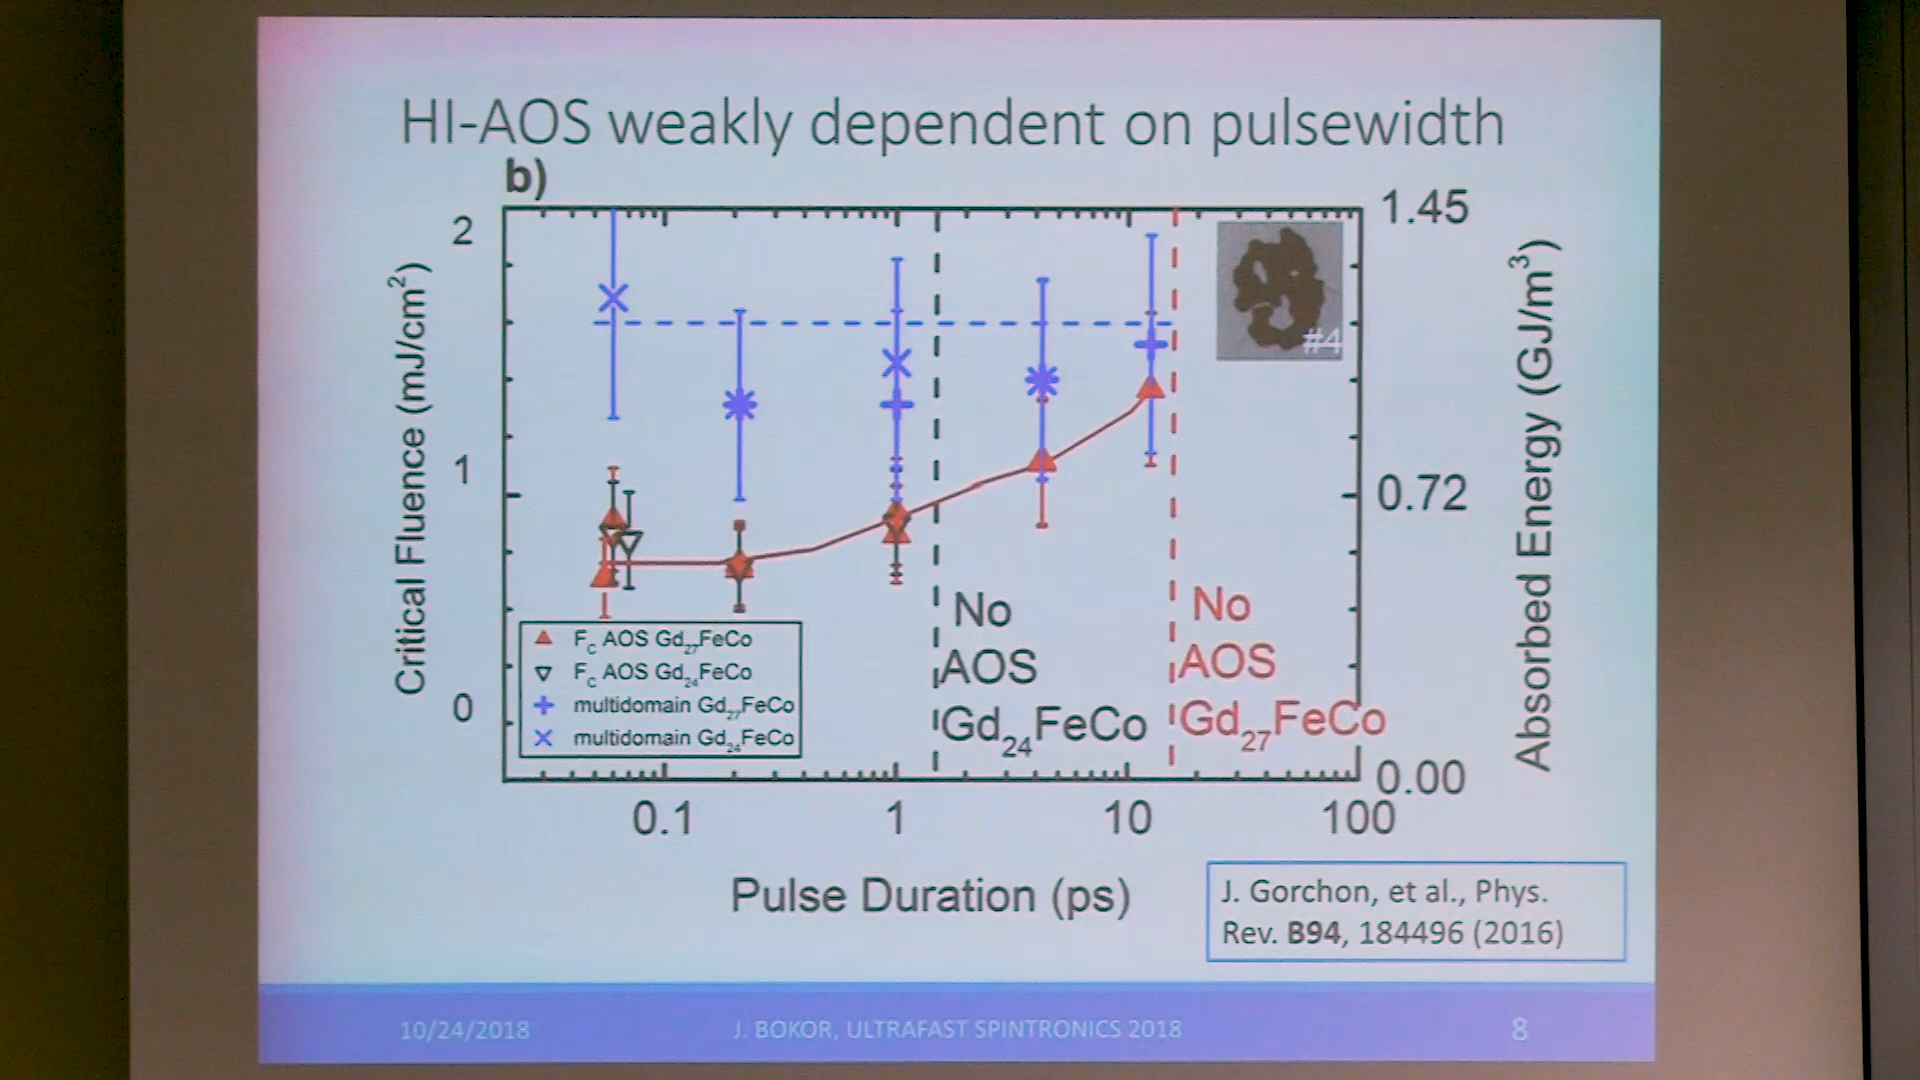 HI-AOS weakly dependent on pulsewidth
b)
2
1
0
Critical Fluence (mJ/cm²)
1.45
0.72
0.00
Absorbed Energy (GJ/m³)
#4
No
AOS
Gd₂₄FeCo
No
AOS
Gd₂₇FeCo
F_C AOS Gd₂₇FeCo
F_C AOS Gd₂₄FeCo
multidomain Gd₂₇FeCo
multidomain Gd₂₄FeCo
0.1
1
10
100
Pulse Duration (ps)
J. Gorchon, et al., Phys.
Rev. B94, 184496 (2016)
10/24/2018
J. BOKOR, ULTRAFAST SPINTRONICS 2018
8